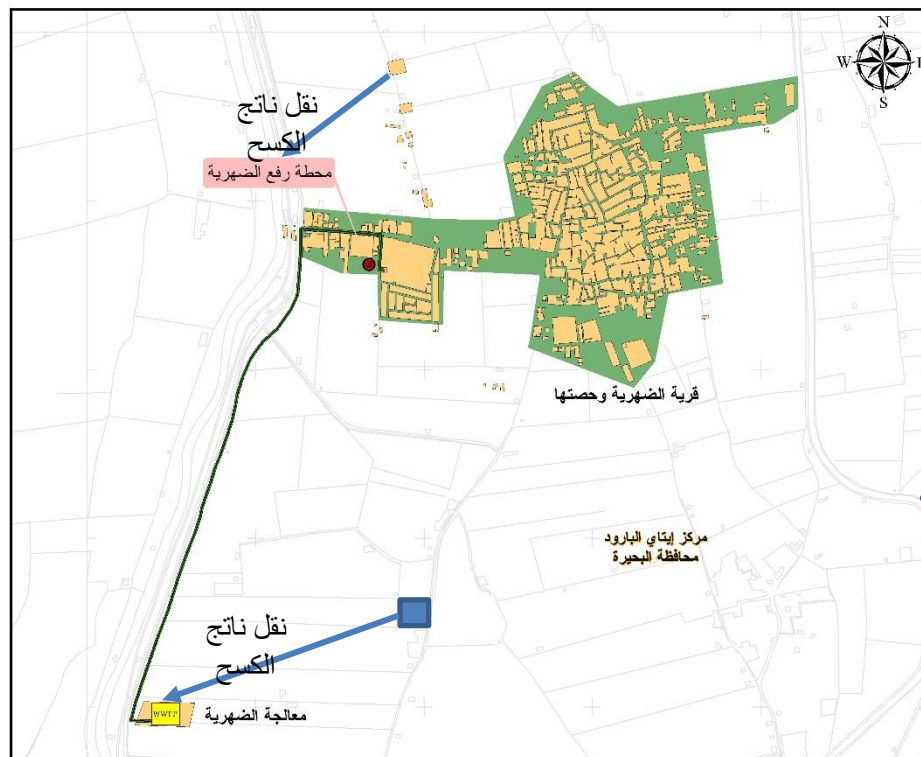 N
W
E
S
نقل ناتج
الكسح
محطة رفع الضهرية
قرية الضهرية وحصتها
مركز إيتاي البارود
محافظة البحيرة
نقل ناتج
الكسح
WWTP
معالجة الضهرية